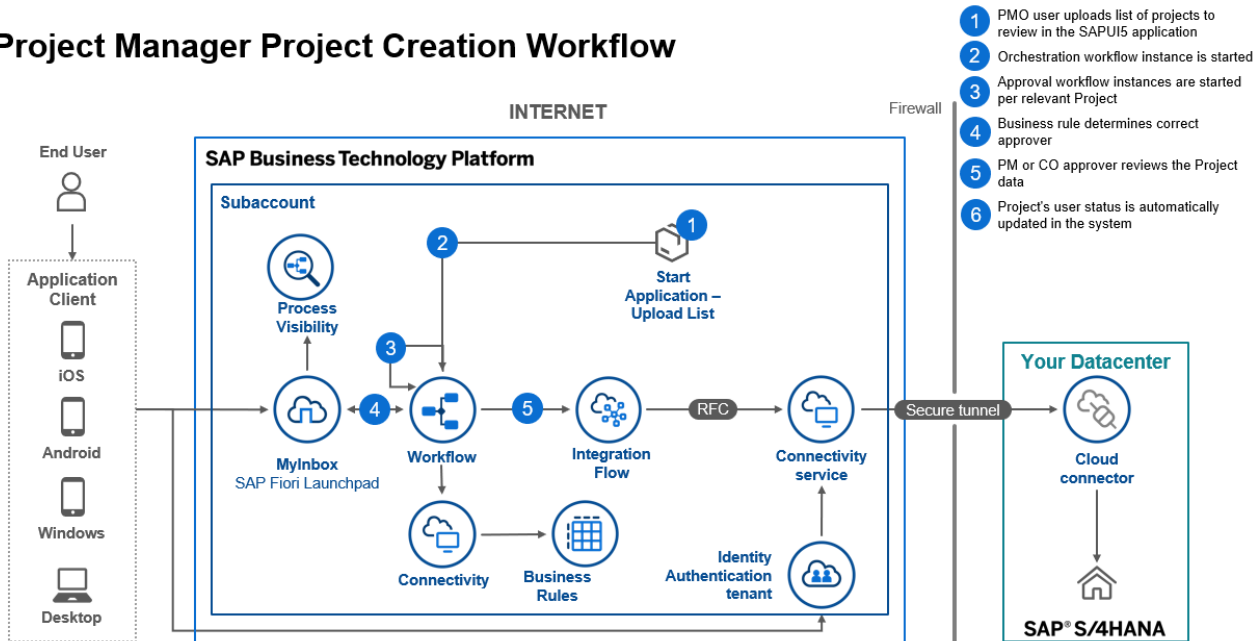 Project Manager Project Creation Workflow
1 PMO user uploads list of projects to
review in the SAPUI5 application
2 Orchestration workflow instance is started
3 Approval workflow instances are started
per relevant Project
4 Business rule determines correct
approver
5 PM or CO approver reviews the Project
data
6 Project's user status is automatically
updated in the system
INTERNET
Firewall
End User
Application
Client
iOS
Android
Windows
Desktop
SAP Business Technology Platform
Subaccount
1
2
Start
Application –
Upload List
Process
Visibility
3
4
5
RFC
Secure tunnel
MyInbox
SAP Fiori Launchpad
Workflow
Integration
Flow
Connectivity
service
Connectivity
Business
Rules
Identity
Authentication
tenant
Your Datacenter
Cloud
connector
SAP® S/4HANA